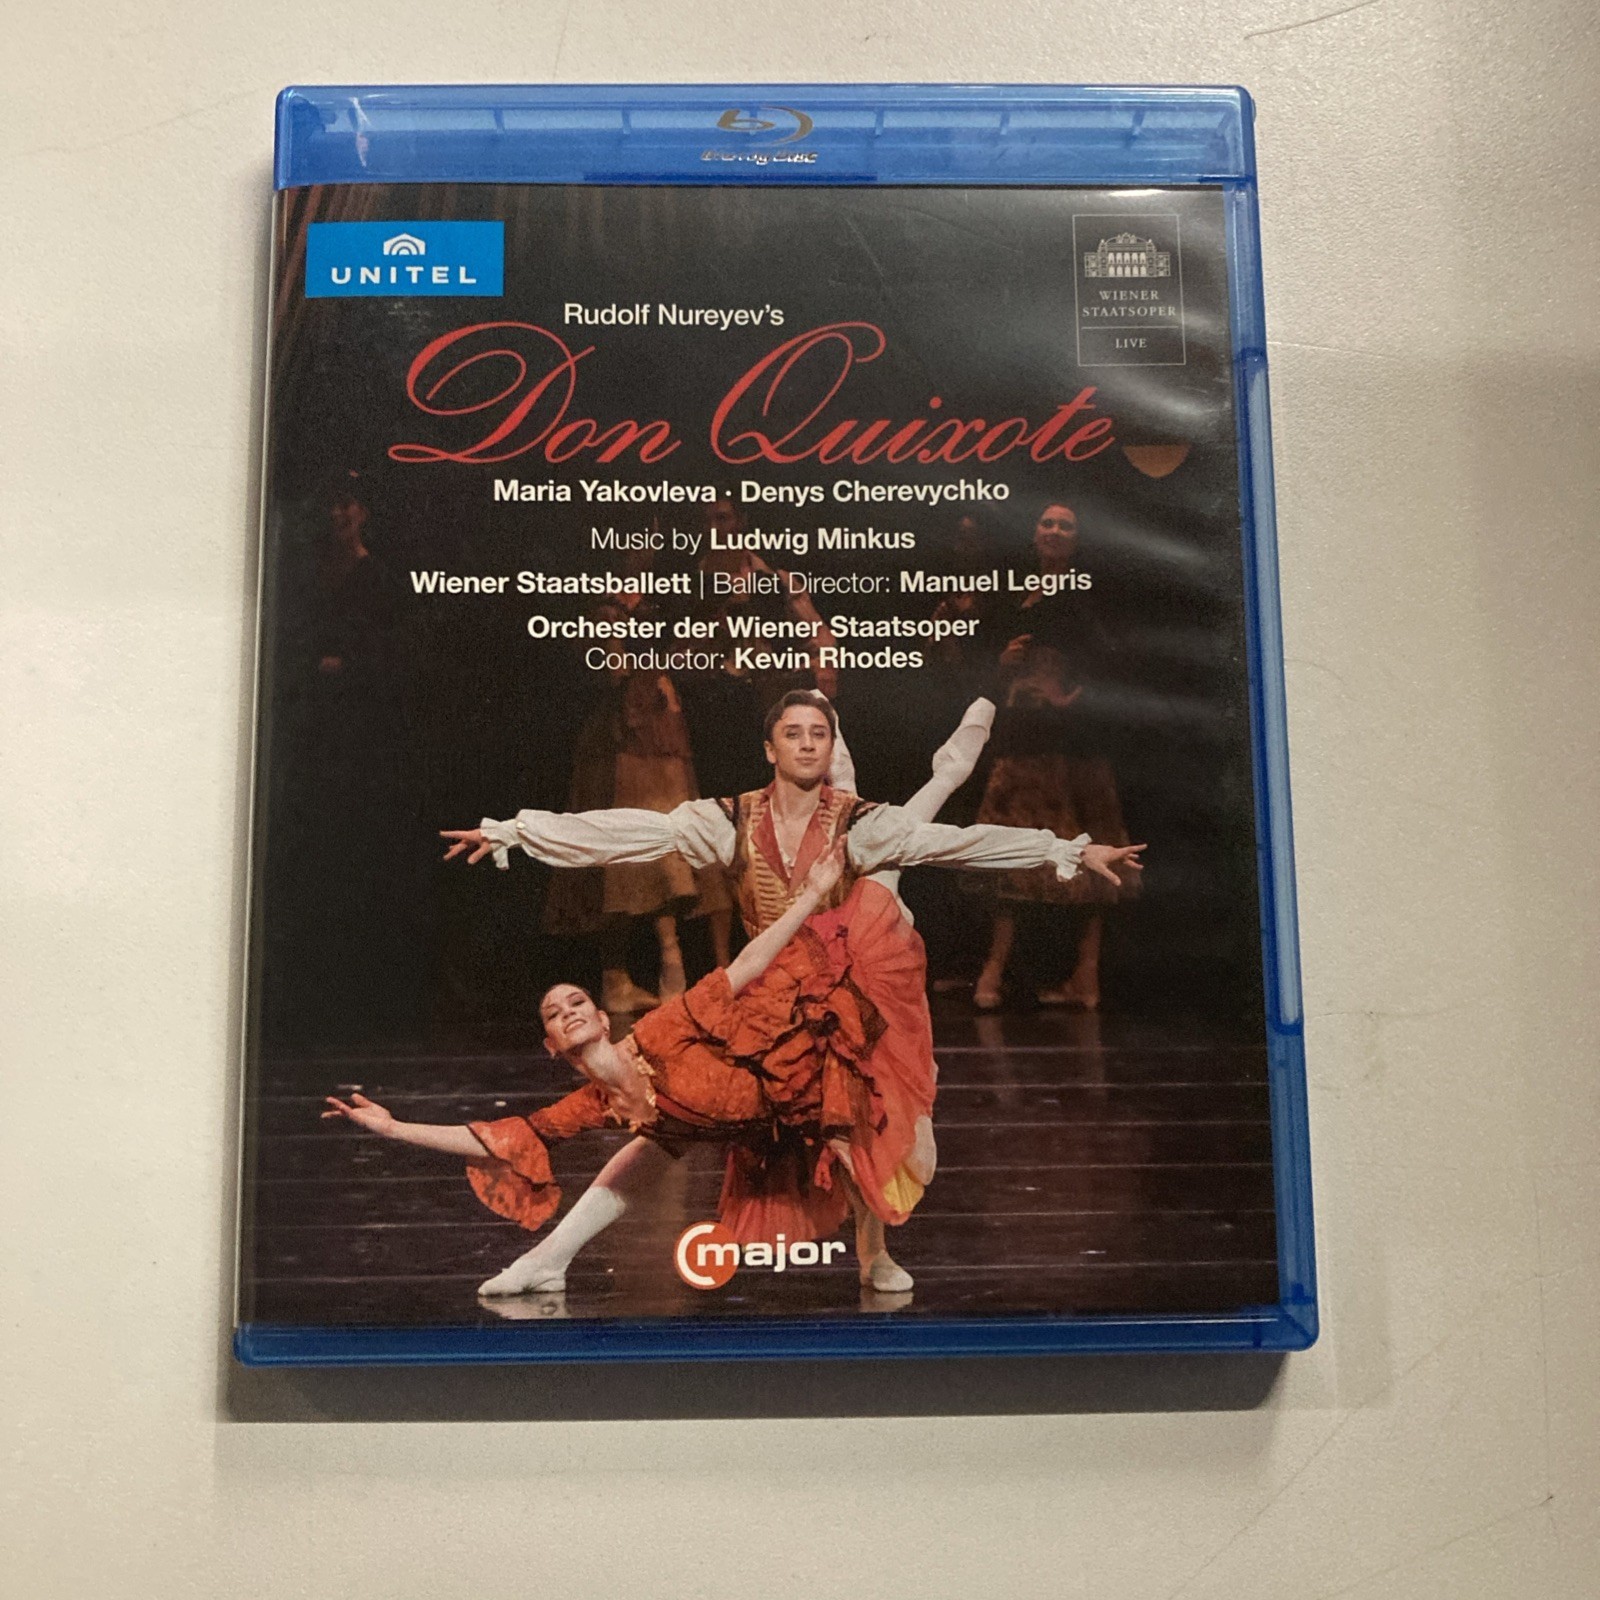 Blu-ray Disc
UNITEL
WIENER
STAATSOPER
LIVE
Rudolf Nureyev's
Don Quixote
Maria Yakovleva · Denys Cherevychko
Music by Ludwig Minkus
Wiener Staatsballett | Ballet Director: Manuel Legris
Orchester der Wiener Staatsoper
Conductor: Kevin Rhodes
C major